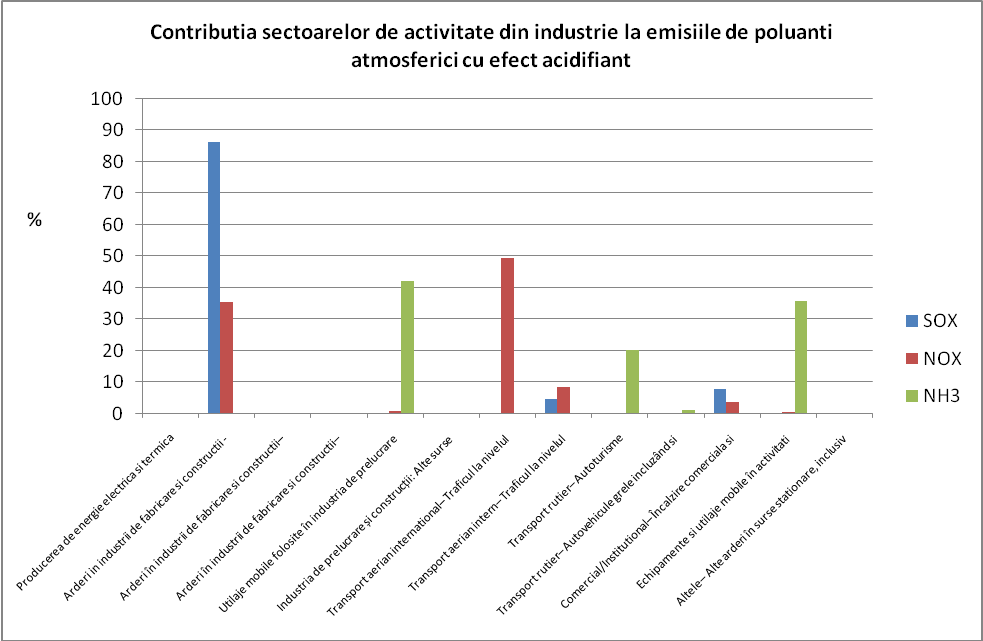 Contributia sectoarelor de activitate din industrie la emisiile de poluanti
atmosferici cu efect acidifiant
%
100
90
80
70
60
50
40
30
20
10
0
Producerea de energie electrica si termica
Arderi in industrii de fabricare si constructii -
Arderi în industrii de fabricare si constructii–
Arderi în industrii de fabricare si constructii–
Utilaje mobile folosite în industria de prelucrare
Industria de prelucrare și construcții: Alte surse
Transport aerian international– Traficul la nivelul
Transport aerian intern– Traficul la nivelul
Transport rutier– Autoturisme
Transport rutier– Autovehicule grele incluzând si
Comercial/Institutional– Încalzire comerciala si
Echipamente si utilaje mobile în activitati
Altele– Alte arderi în surse stationare, inclusiv
SOX
NOX
NH3